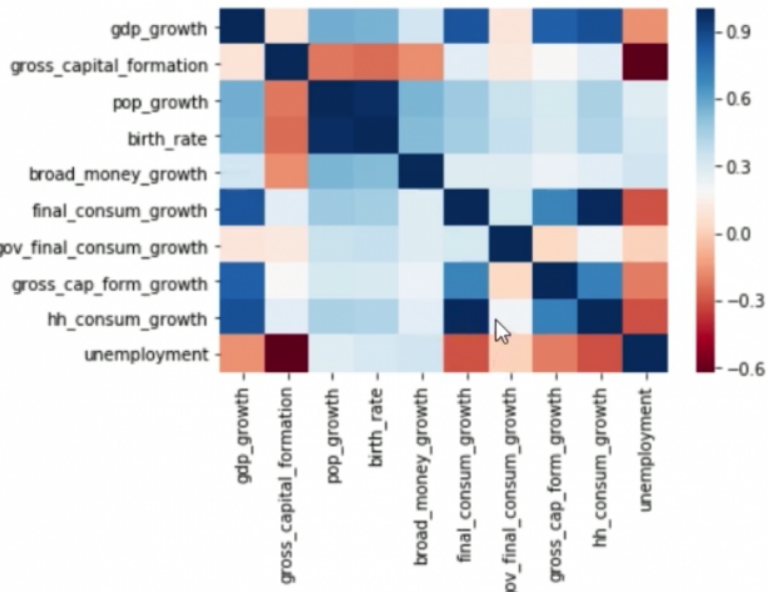 gdp_growth
gross_capital_formation
pop_growth
birth_rate
broad_money_growth
final_consum_growth
gov_final_consum_growth
gross_cap_form_growth
hh_consum_growth
unemployment
0.9
0.6
0.3
0.0
−0.3
−0.6
gdp_growth
gross_capital_formation
pop_growth
birth_rate
broad_money_growth
final_consum_growth
ov_final_consum_growth
gross_cap_form_growth
hh_consum_growth
unemployment